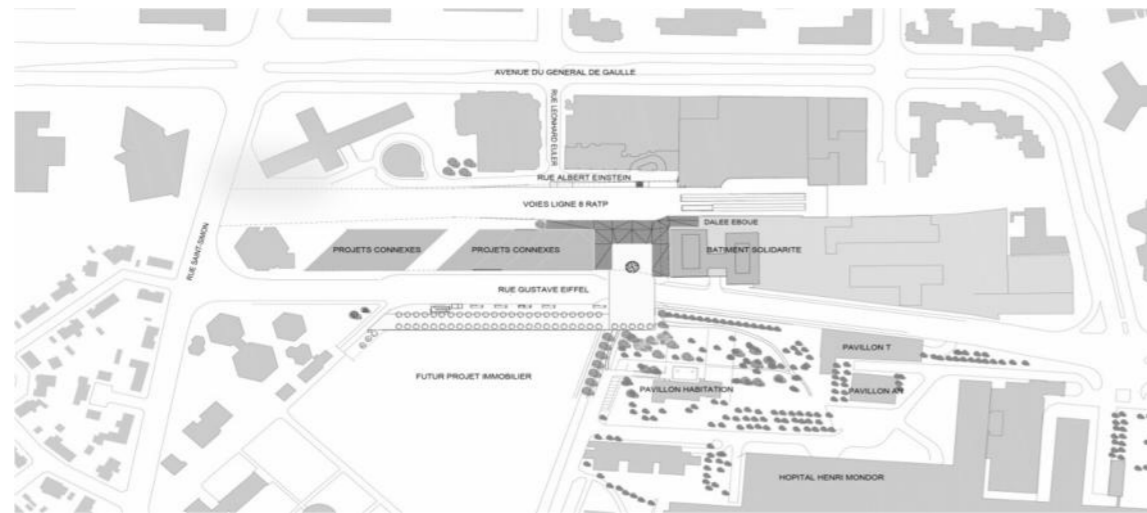 AVENUE DU GENERAL DE GAULLE
RUE LEONHARD EULER
RUE ALBERT EINSTEIN
VOIES LIGNE 8 RATP
DALLE EBOUE
RUE SAINT-SIMON
PROJETS CONNEXES
PROJETS CONNEXES
BATIMENT SOLIDARITE
RUE GUSTAVE EIFFEL
PAVILLON T
FUTUR PROJET IMMOBILIER
PAVILLON HABITATION
PAVILLON AN
HOPITAL HENRI MONDOR